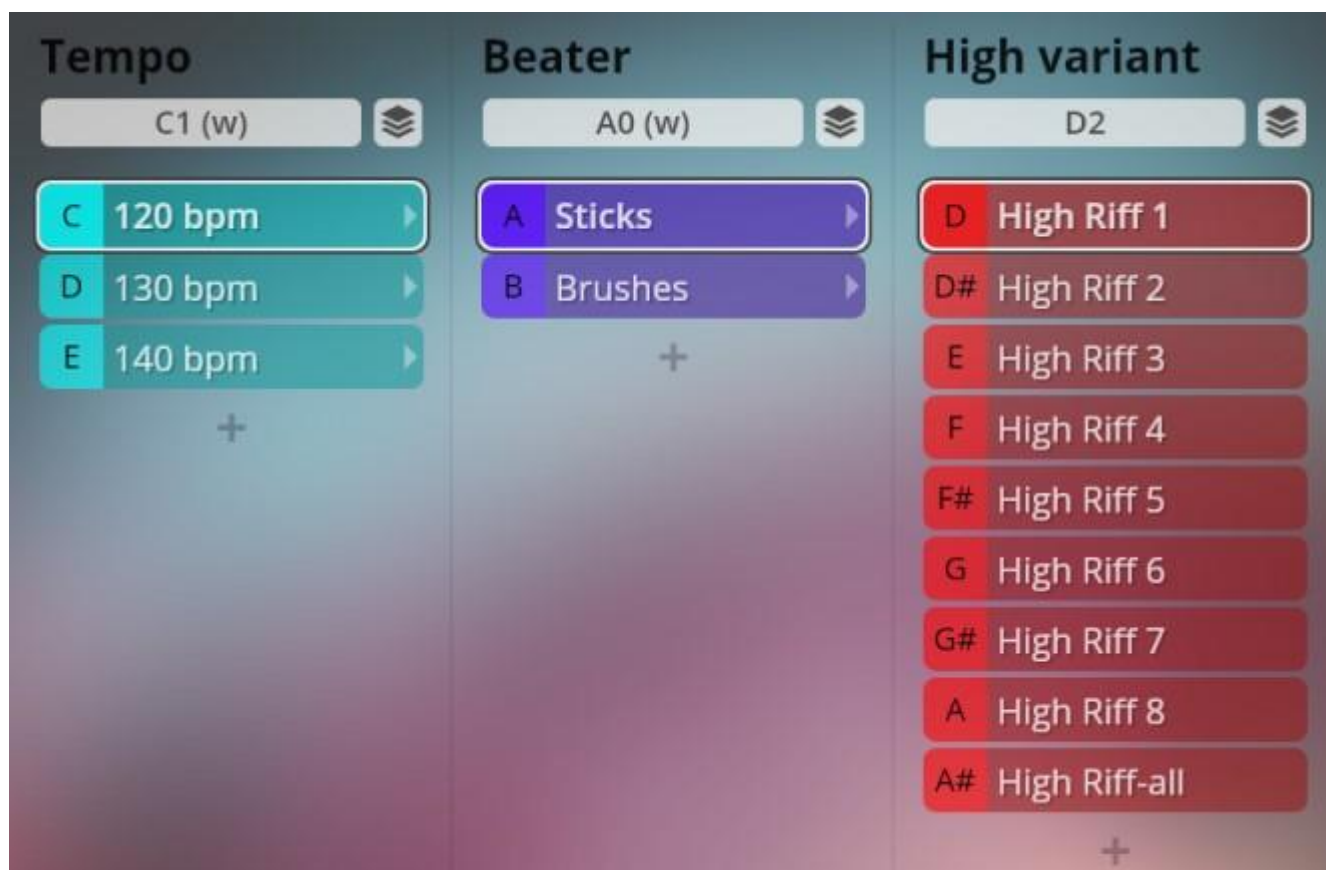 Tempo
C1 (w)
C 120 bpm
D 130 bpm
E 140 bpm
+
Beater
A0 (w)
A Sticks
B Brushes
+
High variant
D2
D High Riff 1
D# High Riff 2
E High Riff 3
F High Riff 4
F# High Riff 5
G High Riff 6
G# High Riff 7
A High Riff 8
A# High Riff-all
+